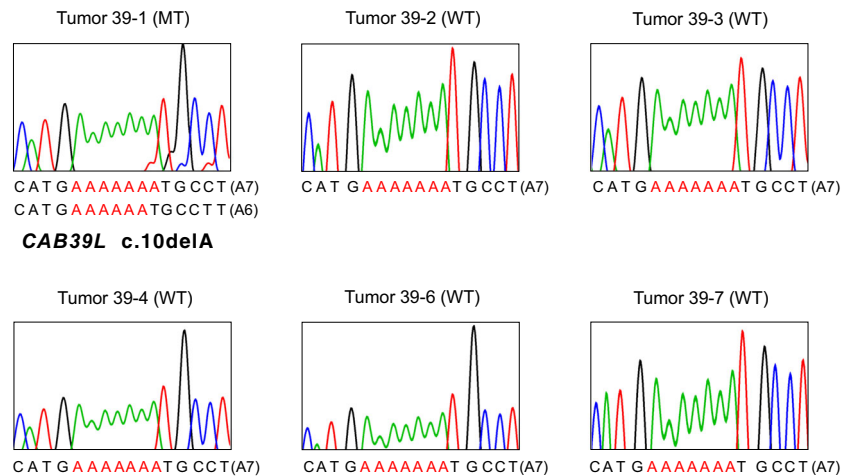 Tumor 39-1 (MT)
Tumor 39-2 (WT)
Tumor 39-3 (WT)
C A T G A A A A A A A T G C C T (A7)
C A T G A A A A A A A T G C C T (A7)
C A T G A A A A A A A T G C C T (A7)
C A T G A A A A A A T G C C T T (A6)
CAB39L c.10delA
Tumor 39-4 (WT)
Tumor 39-6 (WT)
Tumor 39-7 (WT)
C A T G A A A A A A A T G C C T (A7)
C A T G A A A A A A A T G C C T (A7)
C A T G A A A A A A A T G C C T (A7)